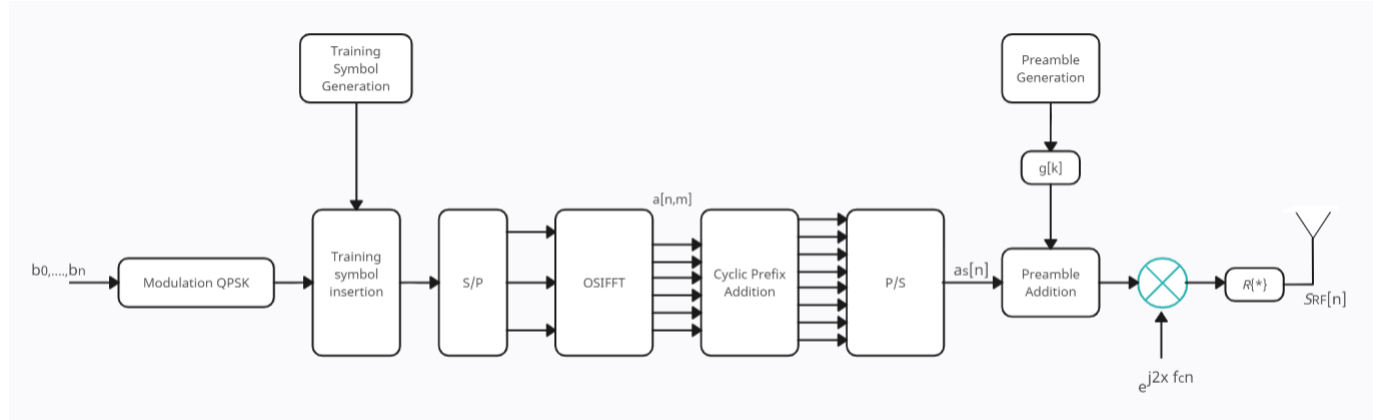 Training
Symbol
Generation
Preamble
Generation
g[k]
a[n,m]
b0,....,bn
Modulation QPSK
Training
symbol
insertion
S/P
OSIFFT
Cyclic Prefix
Addition
P/S
as[n]
Preamble
Addition
R{*}
SRF[n]
ej2x fcn